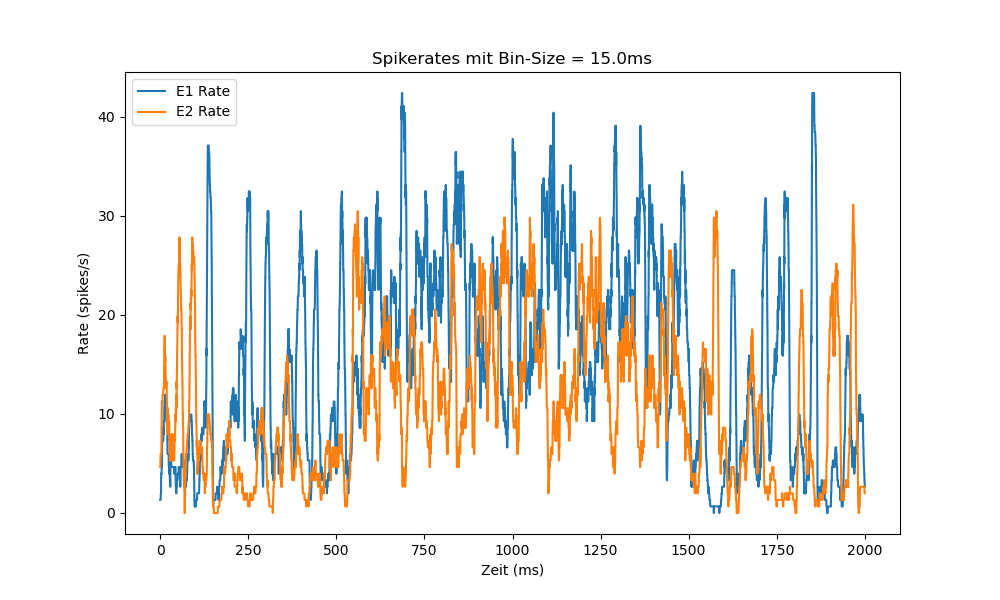 Spikerates mit Bin-Size = 15.0ms
E1 Rate
E2 Rate
Rate (spikes/s)
40
30
20
10
0
0 250 500 750 1000 1250 1500 1750 2000
Zeit (ms)